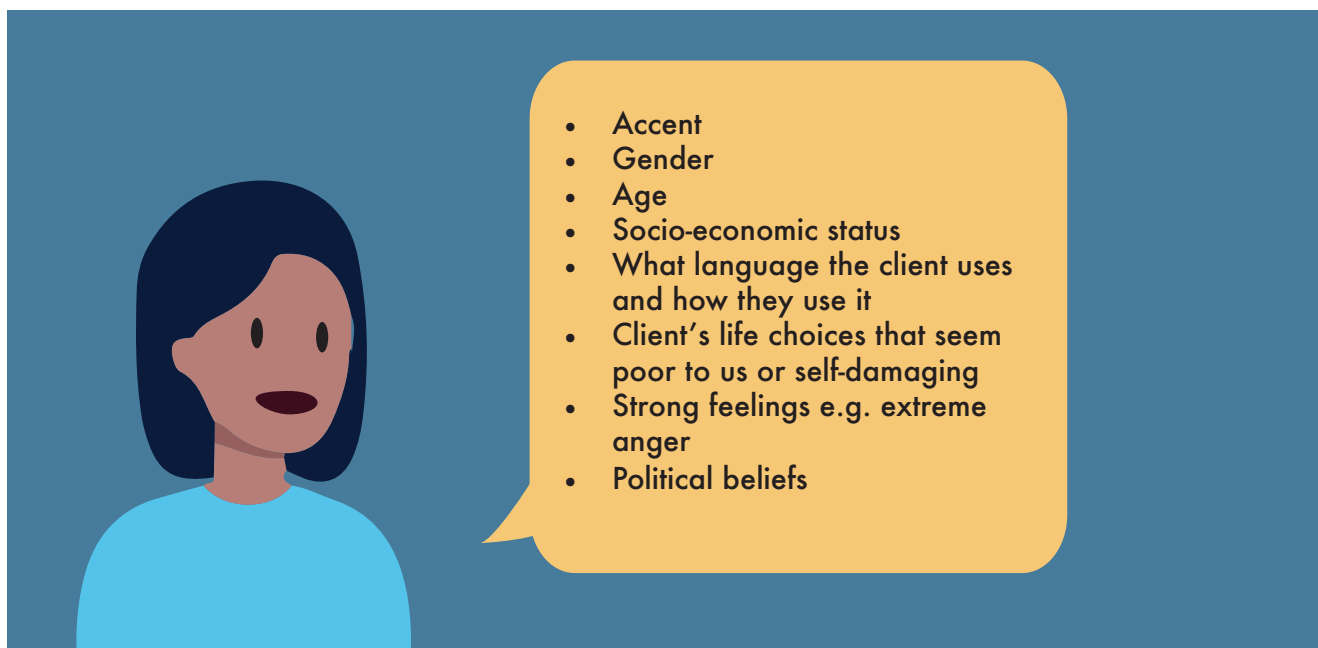 • Accent
• Gender
• Age
• Socio-economic status
• What language the client uses
and how they use it
• Client’s life choices that seem
poor to us or self-damaging
• Strong feelings e.g. extreme
anger
• Political beliefs